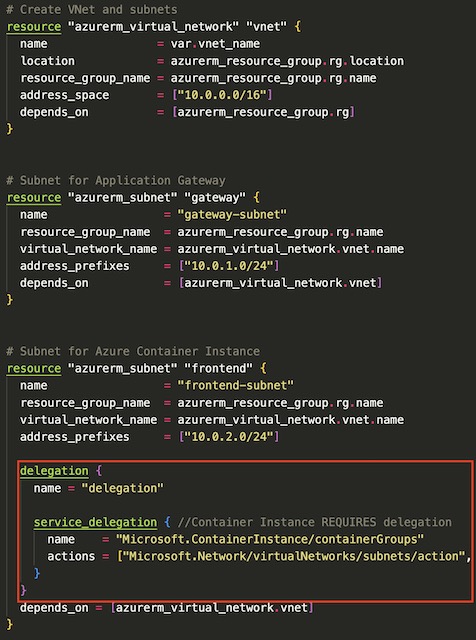 # Create VNet and subnets
resource "azurerm_virtual_network" "vnet" {
  name                = var.vnet_name
  location            = azurerm_resource_group.rg.location
  resource_group_name = azurerm_resource_group.rg.name
  address_space       = ["10.0.0.0/16"]
  depends_on          = [azurerm_resource_group.rg]
}
# Subnet for Application Gateway
resource "azurerm_subnet" "gateway" {
  name                 = "gateway-subnet"
  resource_group_name  = azurerm_resource_group.rg.name
  virtual_network_name = azurerm_virtual_network.vnet.name
  address_prefixes     = ["10.0.1.0/24"]
  depends_on           = [azurerm_virtual_network.vnet]
}
# Subnet for Azure Container Instance
resource "azurerm_subnet" "frontend" {
  name                 = "frontend-subnet"
  resource_group_name  = azurerm_resource_group.rg.name
  virtual_network_name = azurerm_virtual_network.vnet.name
  address_prefixes     = ["10.0.2.0/24"]
  delegation {
    name = "delegation"
    service_delegation { //Container Instance REQUIRES delegation
      name    = "Microsoft.ContainerInstance/containerGroups"
      actions = ["Microsoft.Network/virtualNetworks/subnets/action",
    }
  }
  depends_on = [azurerm_virtual_network.vnet]
}